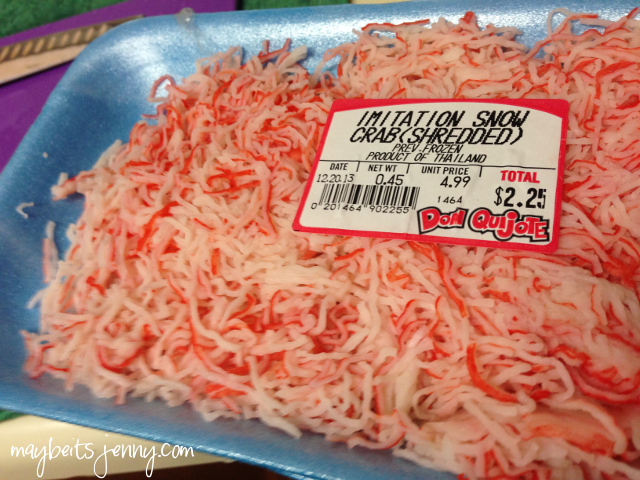 IMITATION SNOW
CRAB(SHREDDED)
PREV.FROZEN
PRODUCT OF THAILAND
DATE NET WT UNIT PRICE TOTAL
12.20.13 0.45 4.99 $2.25
1464
0 201464 902255
DON QUIJOTE
maybeits jenny.com